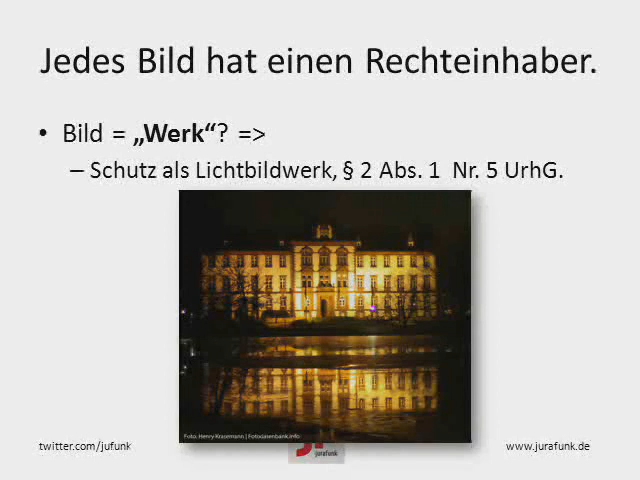 Jedes Bild hat einen Rechteinhaber.
• Bild = „Werk“? =>
– Schutz als Lichtbildwerk, § 2 Abs. 1 Nr. 5 UrhG.
Foto: Henry Krasemann | Fotodatenbank.info
twitter.com/jufunk
jurafunk
www.jurafunk.de